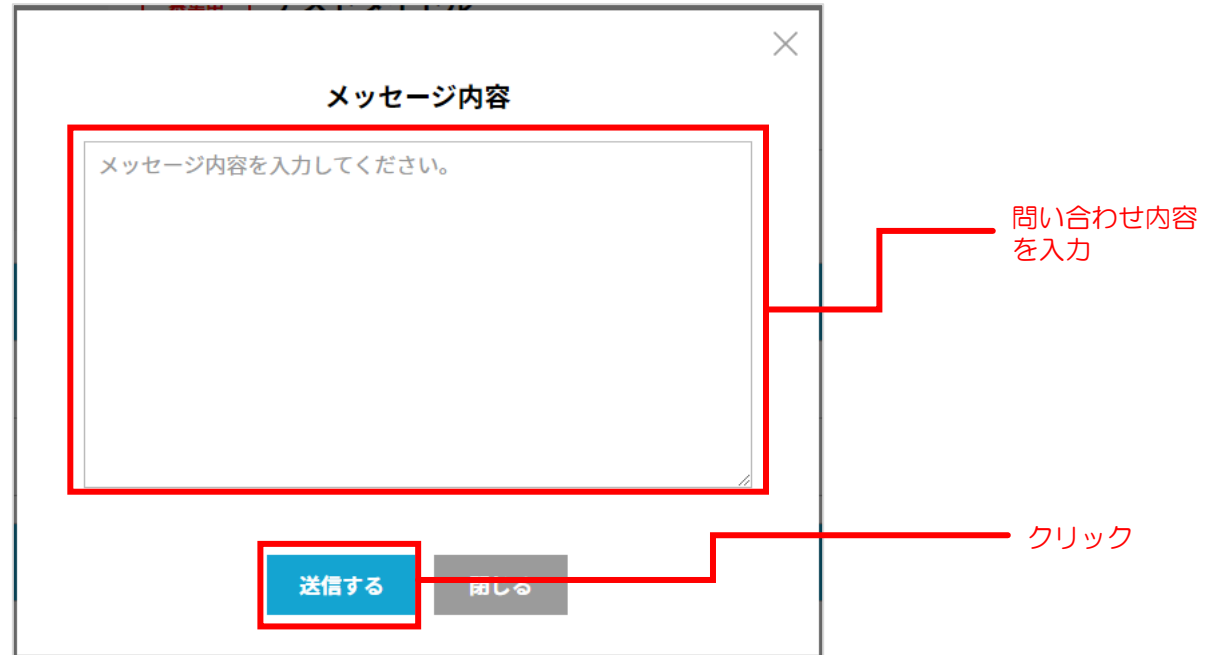 メッセージ内容
メッセージ内容を入力してください。
問い合わせ内容
を入力
クリック
送信する
閉じる